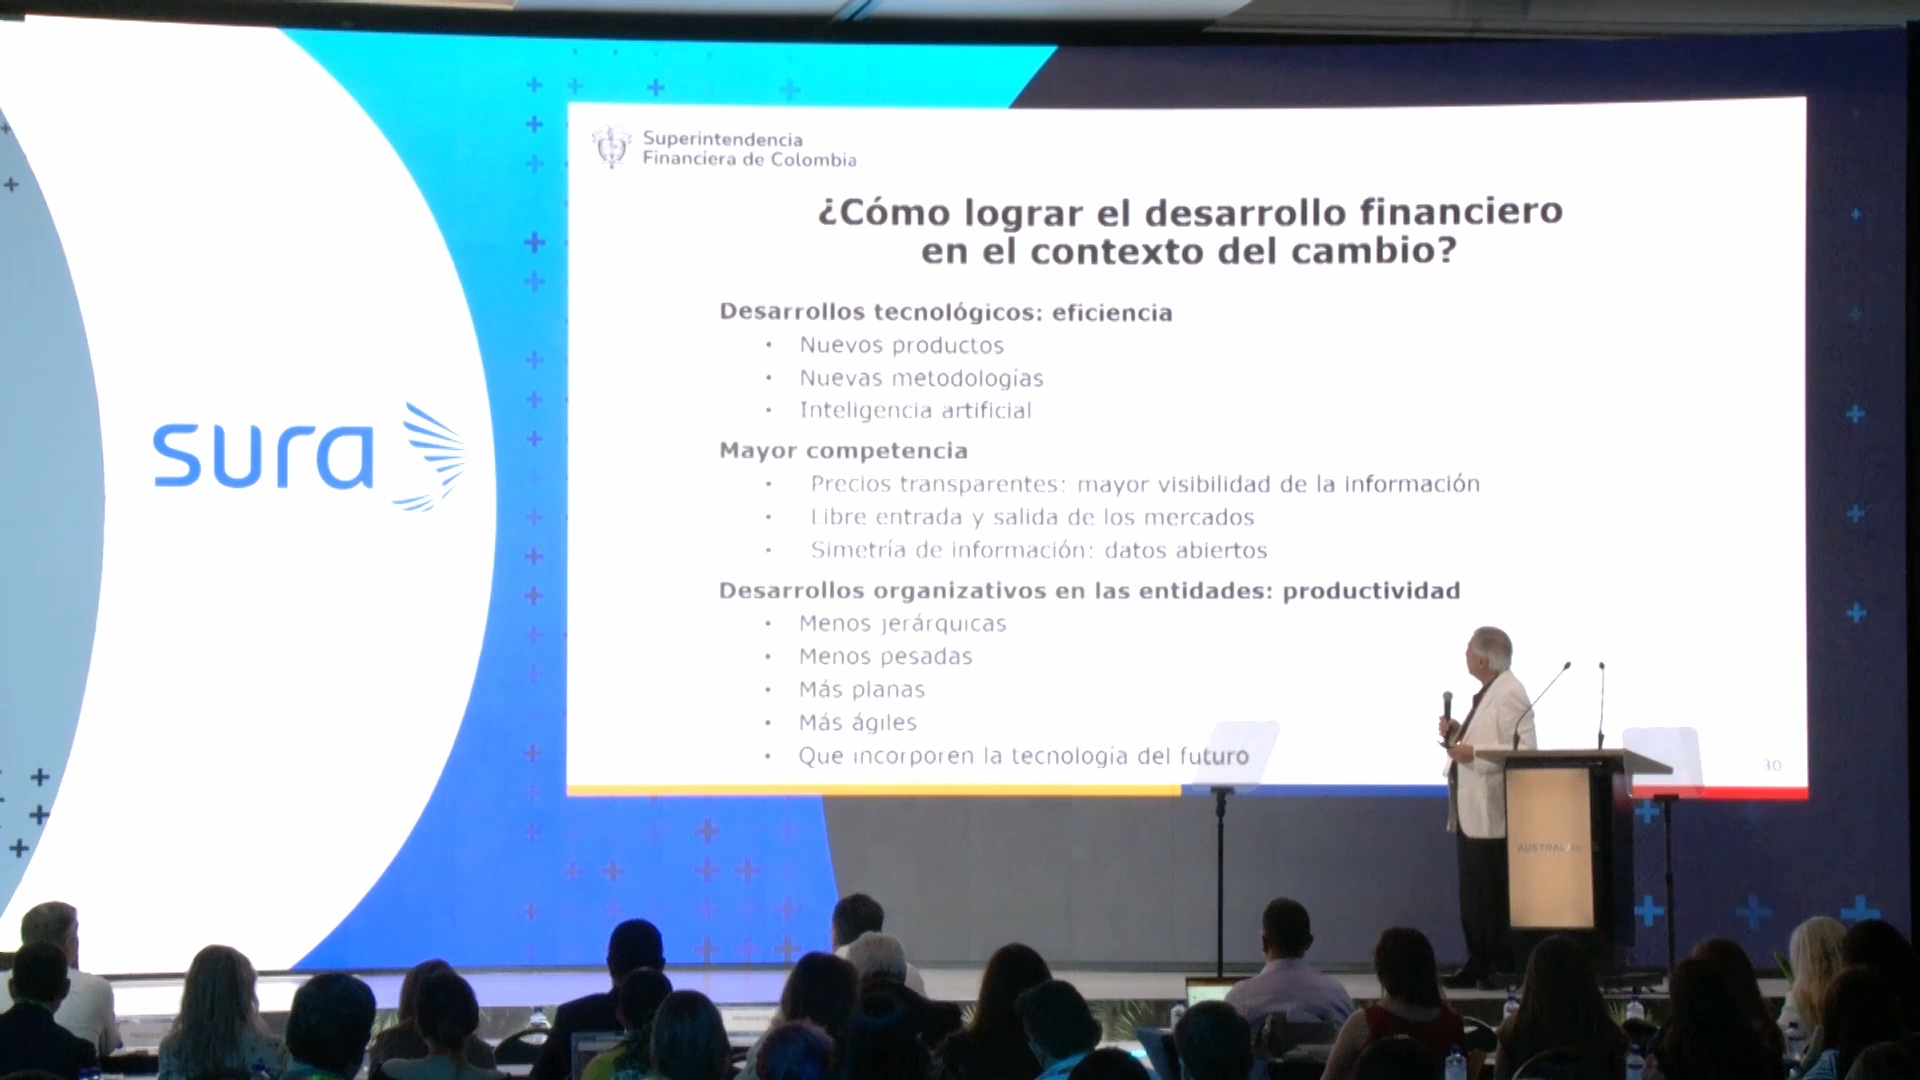 sura
Superintendencia
Financiera de Colombia
¿Cómo lograr el desarrollo financiero
en el contexto del cambio?
Desarrollos tecnológicos: eficiencia
• Nuevos productos
• Nuevas metodologías
• Inteligencia artificial
Mayor competencia
• Precios transparentes: mayor visibilidad de la información
• Libre entrada y salida de los mercados
• Simetría de información: datos abiertos
Desarrollos organizativos en las entidades: productividad
• Menos jerárquicas
• Menos pesadas
• Más planas
• Más ágiles
• Que incorporen la tecnología del futuro
30